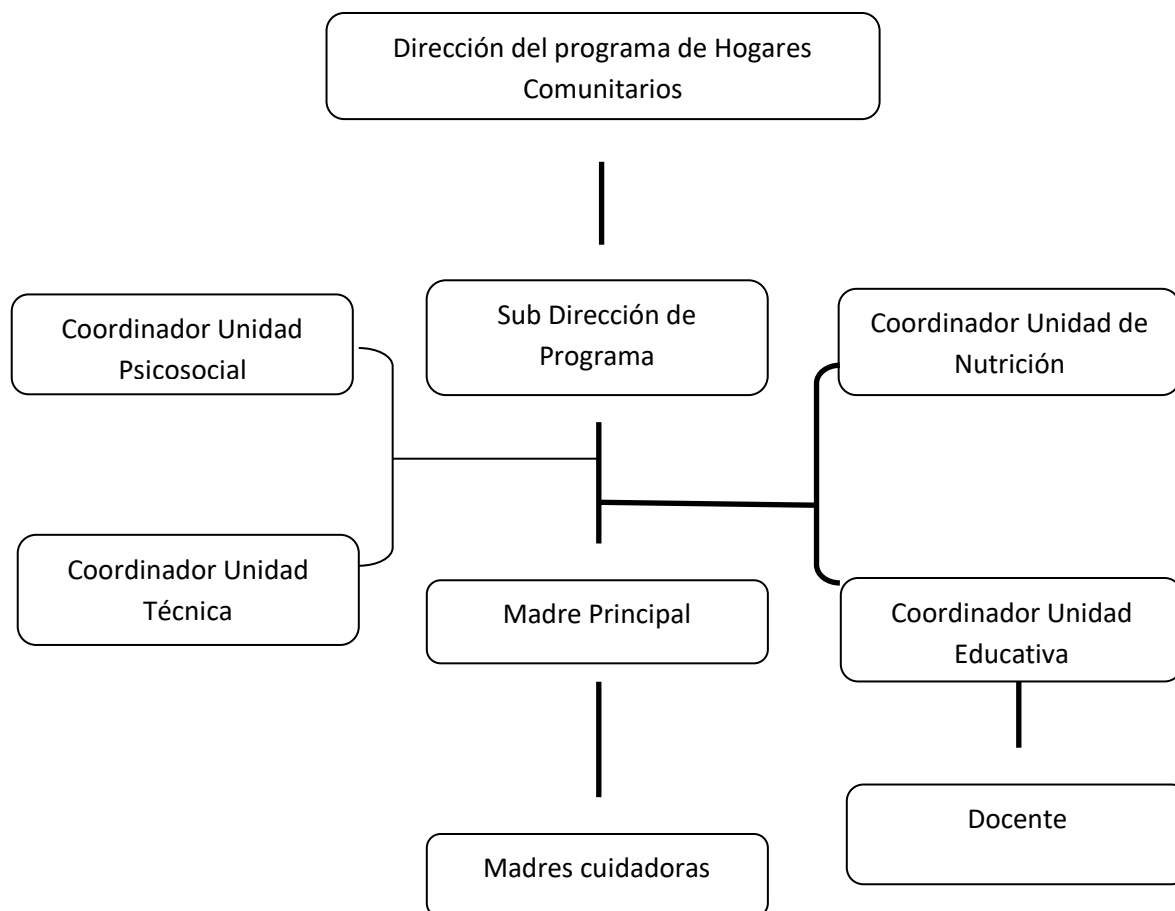 Dirección del programa de Hogares
Comunitarios
Coordinador Unidad
Psicosocial
Sub Dirección de
Programa
Coordinador Unidad de
Nutrición
Coordinador Unidad
Técnica
Madre Principal
Coordinador Unidad
Educativa
Docente
Madres cuidadoras